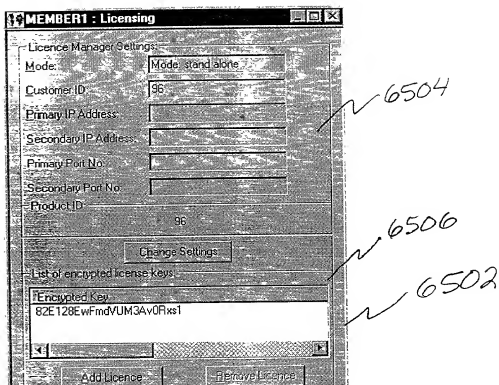 MEMBER1 : Licensing
Licence Manager Settings:
Mode: Mode: stand alone
Customer ID: 96
Primary IP Address:
Secondary IP Address:
Primary Port No:
Secondary Port No:
Product ID
96
Change Settings
List of encrypted license keys
Encrypted Key
82E128EwFmdVUM3Av0Rxs1
Add Licence Remove Licence
6504
6506
6502